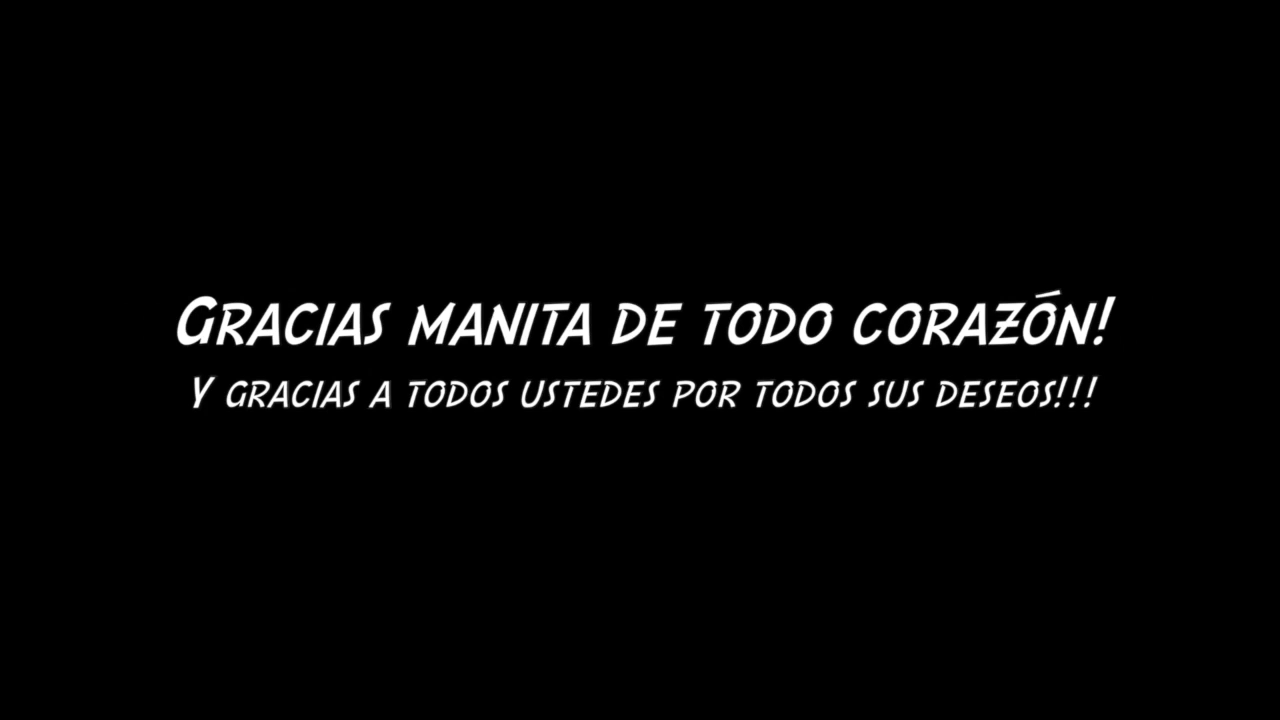 Gracias manita de todo corazón!
Y gracias a todos ustedes por todos sus deseos!!!